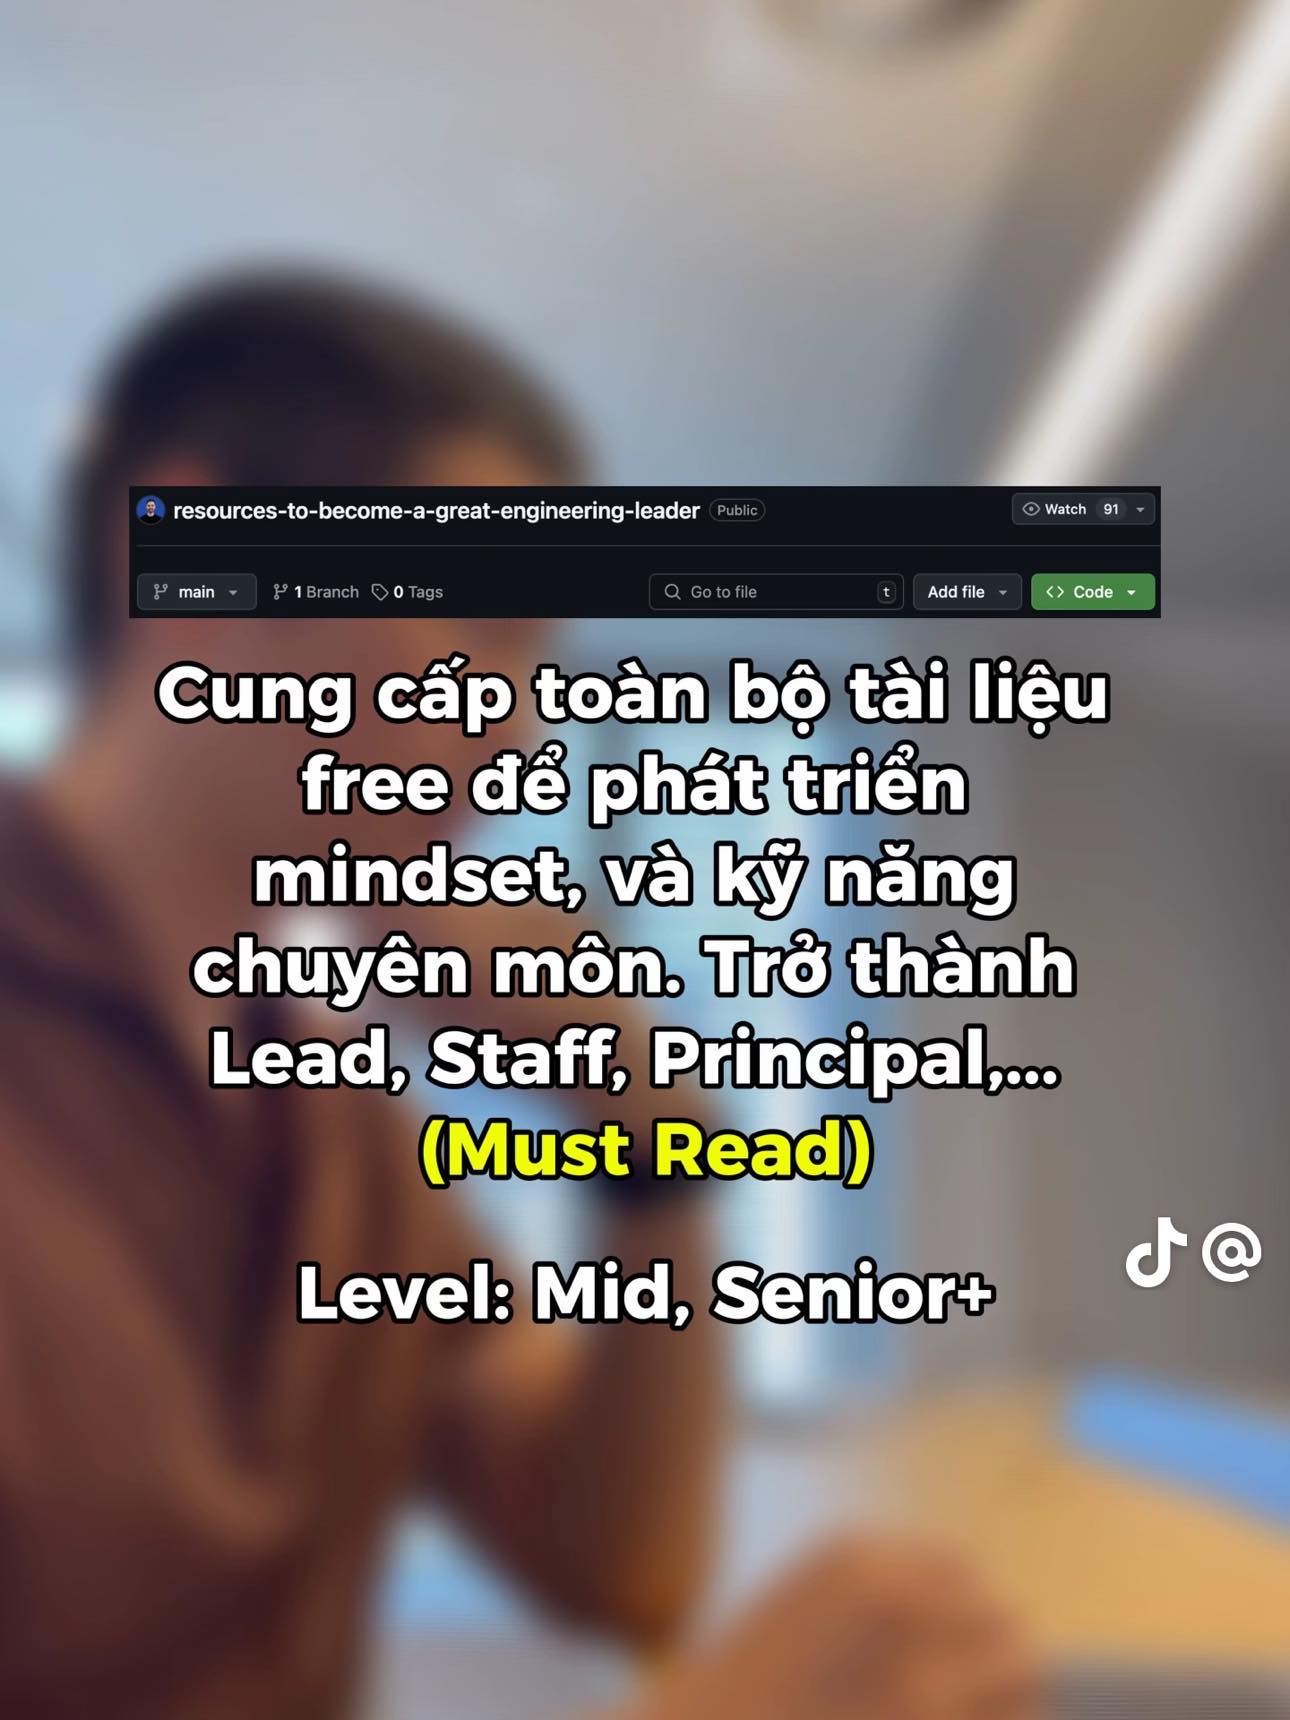 resources-to-become-a-great-engineering-leader Public Watch 91
main 1 Branch 0 Tags Go to file t Add file Code
Cung cấp toàn bộ tài liệu
free để phát triển
mindset, và kỹ năng
chuyên môn. Trở thành
Lead, Staff, Principal,...
(Must Read)
Level: Mid, Senior+